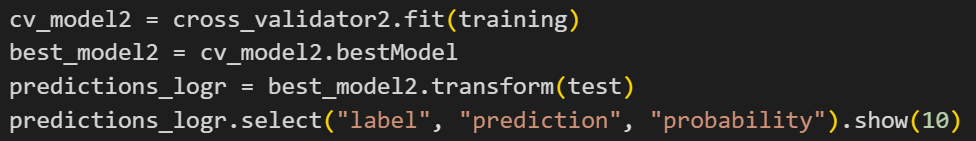 cv_model2 = cross_validator2.fit(training)
best_model2 = cv_model2.bestModel
predictions_logr = best_model2.transform(test)
predictions_logr.select("label", "prediction", "probability").show(10)